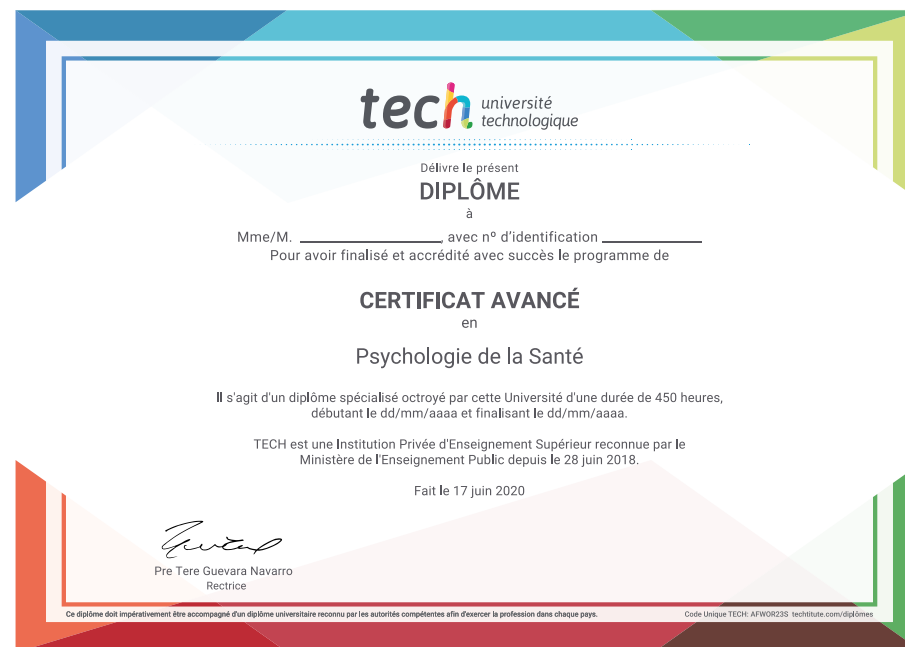 tech université
technologique
Délivre le présent
DIPLÔME
à
Mme/M. ____________________, avec nº d'identification ______________
Pour avoir finalisé et accrédité avec succès le programme de
CERTIFICAT AVANCÉ
en
Psychologie de la Santé
Il s'agit d'un diplôme spécialisé octroyé par cette Université d'une durée de 450 heures,
débutant le dd/mm/aaaa et finalisant le dd/mm/aaaa.
TECH est une Institution Privée d'Enseignement Supérieur reconnue par le
Ministère de l'Enseignement Public depuis le 28 juin 2018.
Fait le 17 juin 2020
Pre Tere Guevara Navarro
Rectrice
Ce diplôme doit impérativement être accompagné d'un diplôme universitaire reconnu par les autorités compétentes afin d'exercer la profession dans chaque pays.
Code Unique TECH: AFWOR23S techtitute.com/diplômes